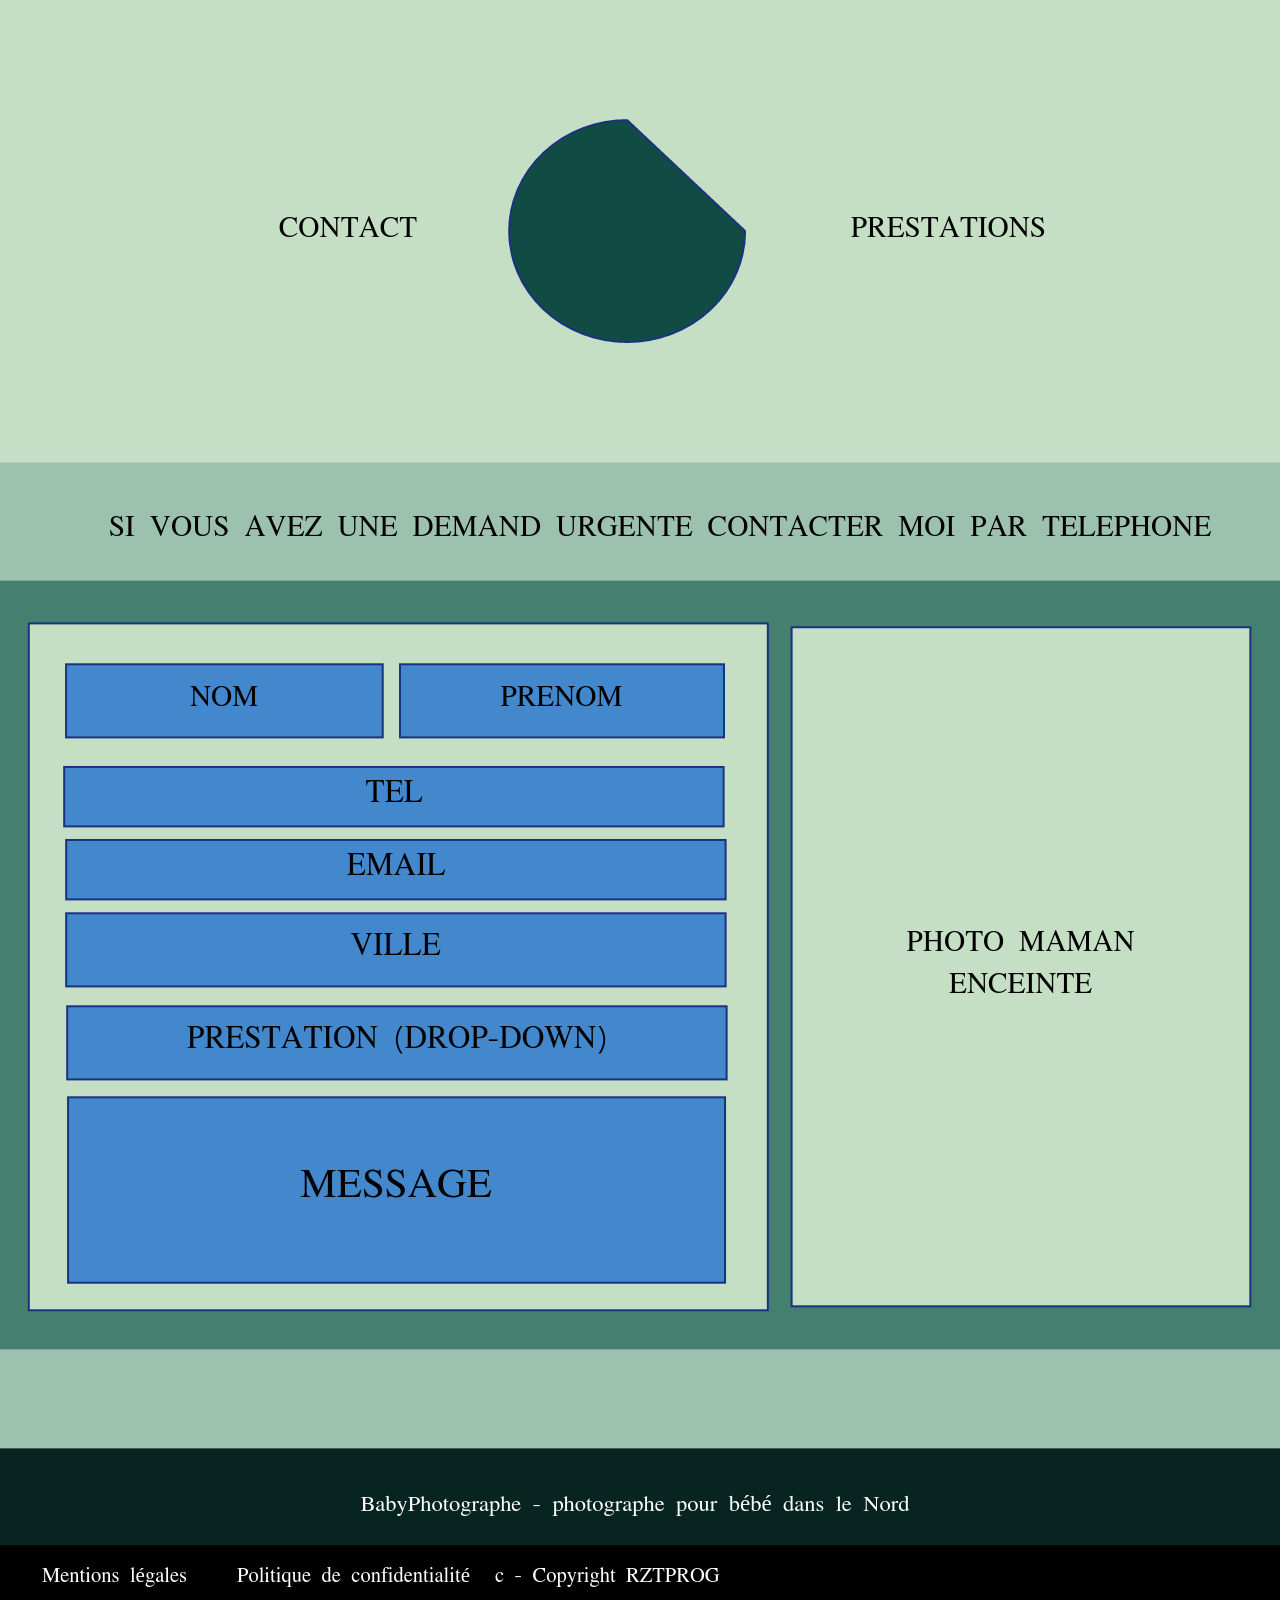 CONTACT
PRESTATIONS
SI VOUS AVEZ UNE DEMAND URGENTE CONTACTER MOI PAR TELEPHONE
NOM
PRENOM
TEL
EMAIL
VILLE
PRESTATION (DROP-DOWN)
MESSAGE
PHOTO MAMAN
ENCEINTE
BabyPhotographe - photographe pour bébé dans le Nord
Mentions légales
Politique de confidentialité
c - Copyright RZTPROG